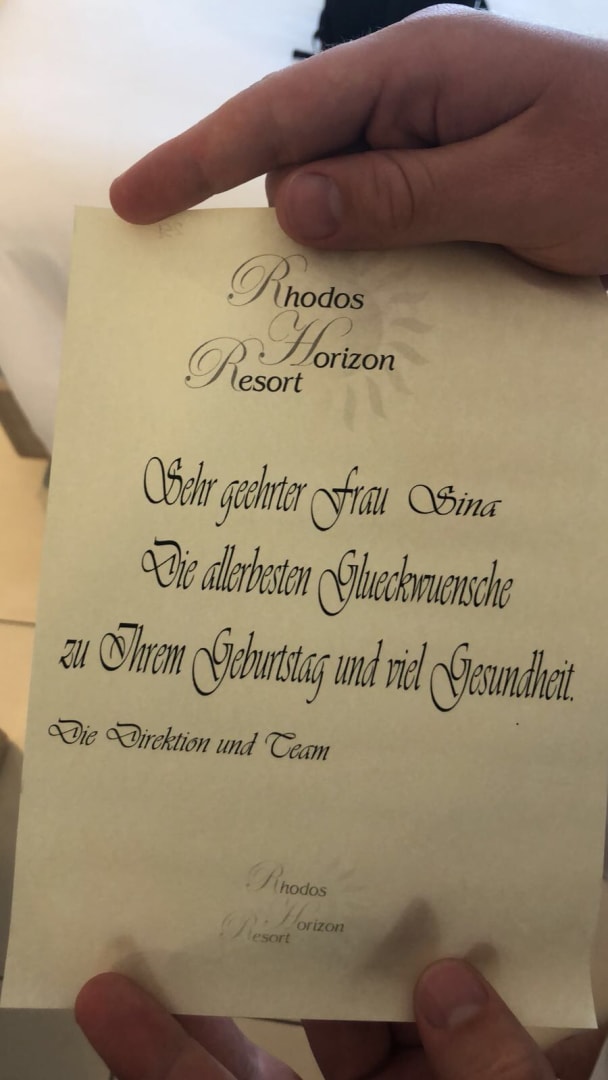 Rhodos
Horizon
Resort
Sehr geehrter Frau Sina
Die allerbesten Glueckwuensche
zu Ihrem Geburtstag und viel Gesundheit.
Die Direktion und Team
Rhodos
Horizon
Resort